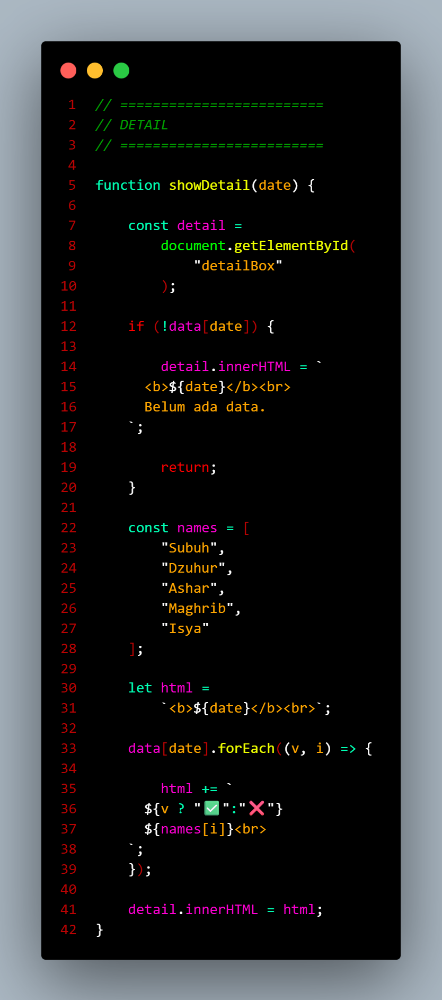 1 // =========================
2 // DETAIL
3 // =========================
4
5 function showDetail(date) {
6
7     const detail =
8         document.getElementById(
9             "detailBox"
10         );
11
12     if (!data[date]) {
13
14         detail.innerHTML = `
15       <b>${date}</b><br>
16       Belum ada data.
17     `;
18
19         return;
20     }
21
22     const names = [
23         "Subuh",
24         "Dzuhur",
25         "Ashar",
26         "Maghrib",
27         "Isya"
28     ];
29
30     let html =
31         `<b>${date}</b><br>`;
32
33     data[date].forEach((v, i) => {
34
35         html += `
36       ${v ? "✅":"❌"}
37       ${names[i]}<br>
38     `;
39     });
40
41     detail.innerHTML = html;
42 }